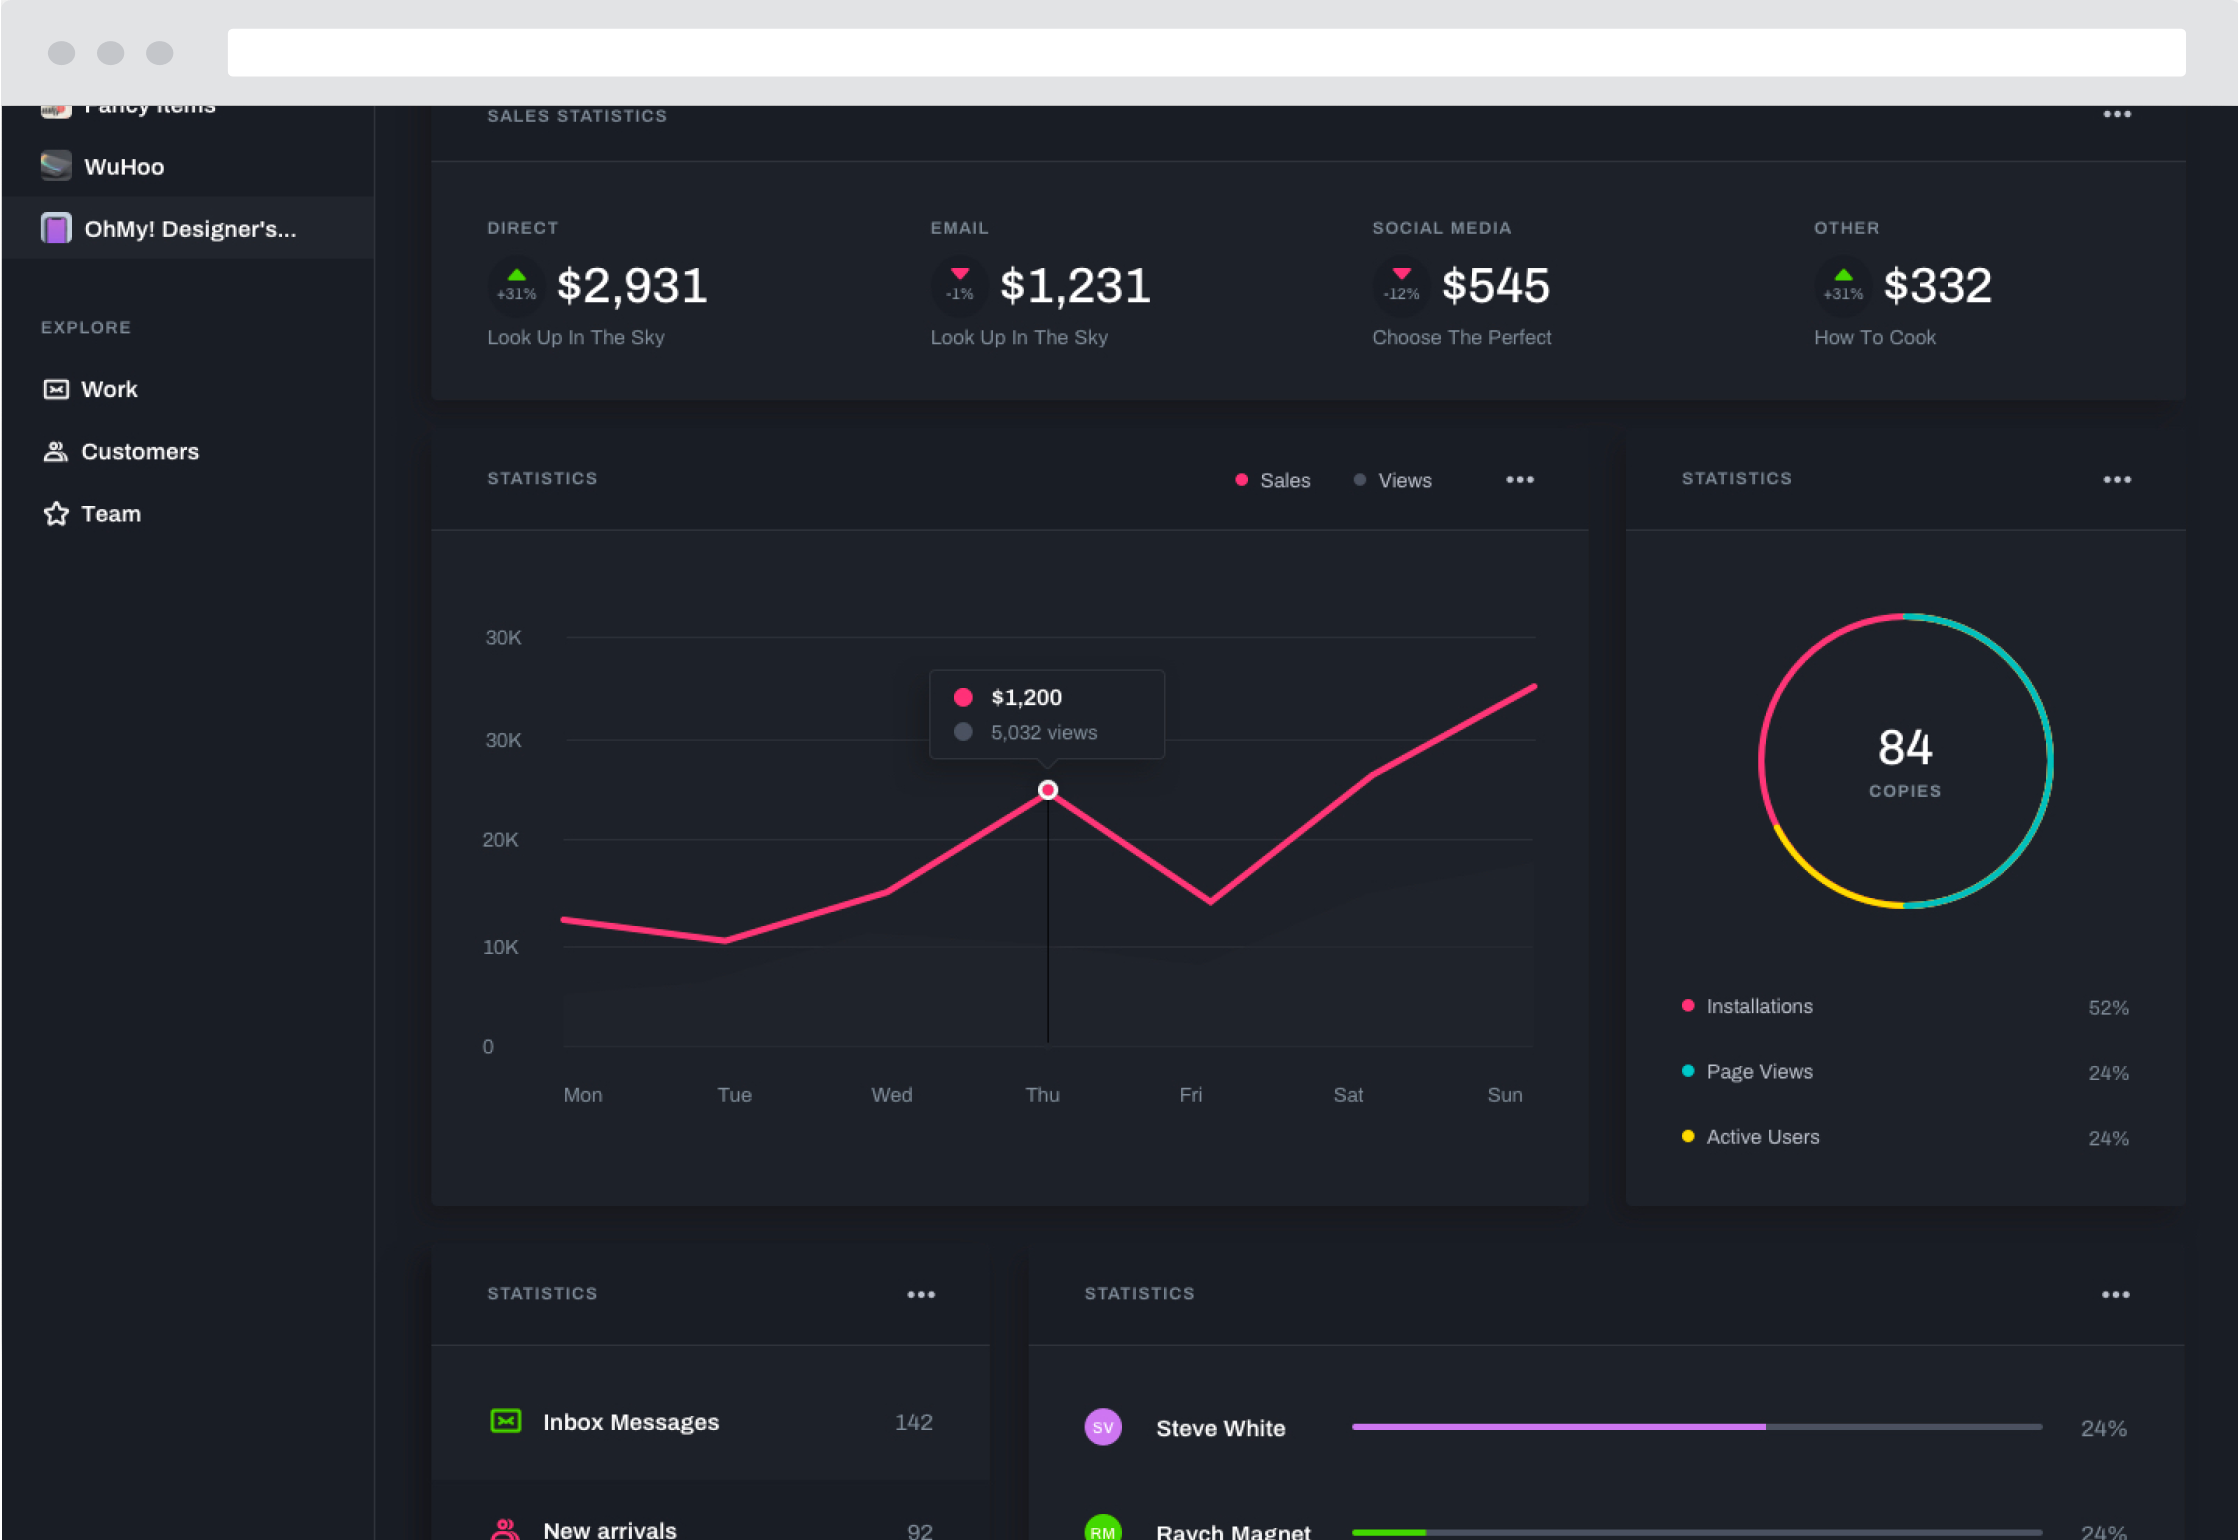 Fancy Items
WuHoo
OhMy! Designer's...
EXPLORE
Work
Customers
Team
SALES STATISTICS
DIRECT
+31%
$2,931
Look Up In The Sky
EMAIL
-1%
$1,231
Look Up In The Sky
SOCIAL MEDIA
-12%
$545
Choose The Perfect
OTHER
+31%
$332
How To Cook
STATISTICS
Sales
Views
30K
30K
20K
10K
0
$1,200
5,032 views
Mon
Tue
Wed
Thu
Fri
Sat
Sun
STATISTICS
84
COPIES
Installations 52%
Page Views 24%
Active Users 24%
STATISTICS
Inbox Messages 142
New arrivals 92
STATISTICS
SV Steve White 24%
RM Raych Magnet 24%